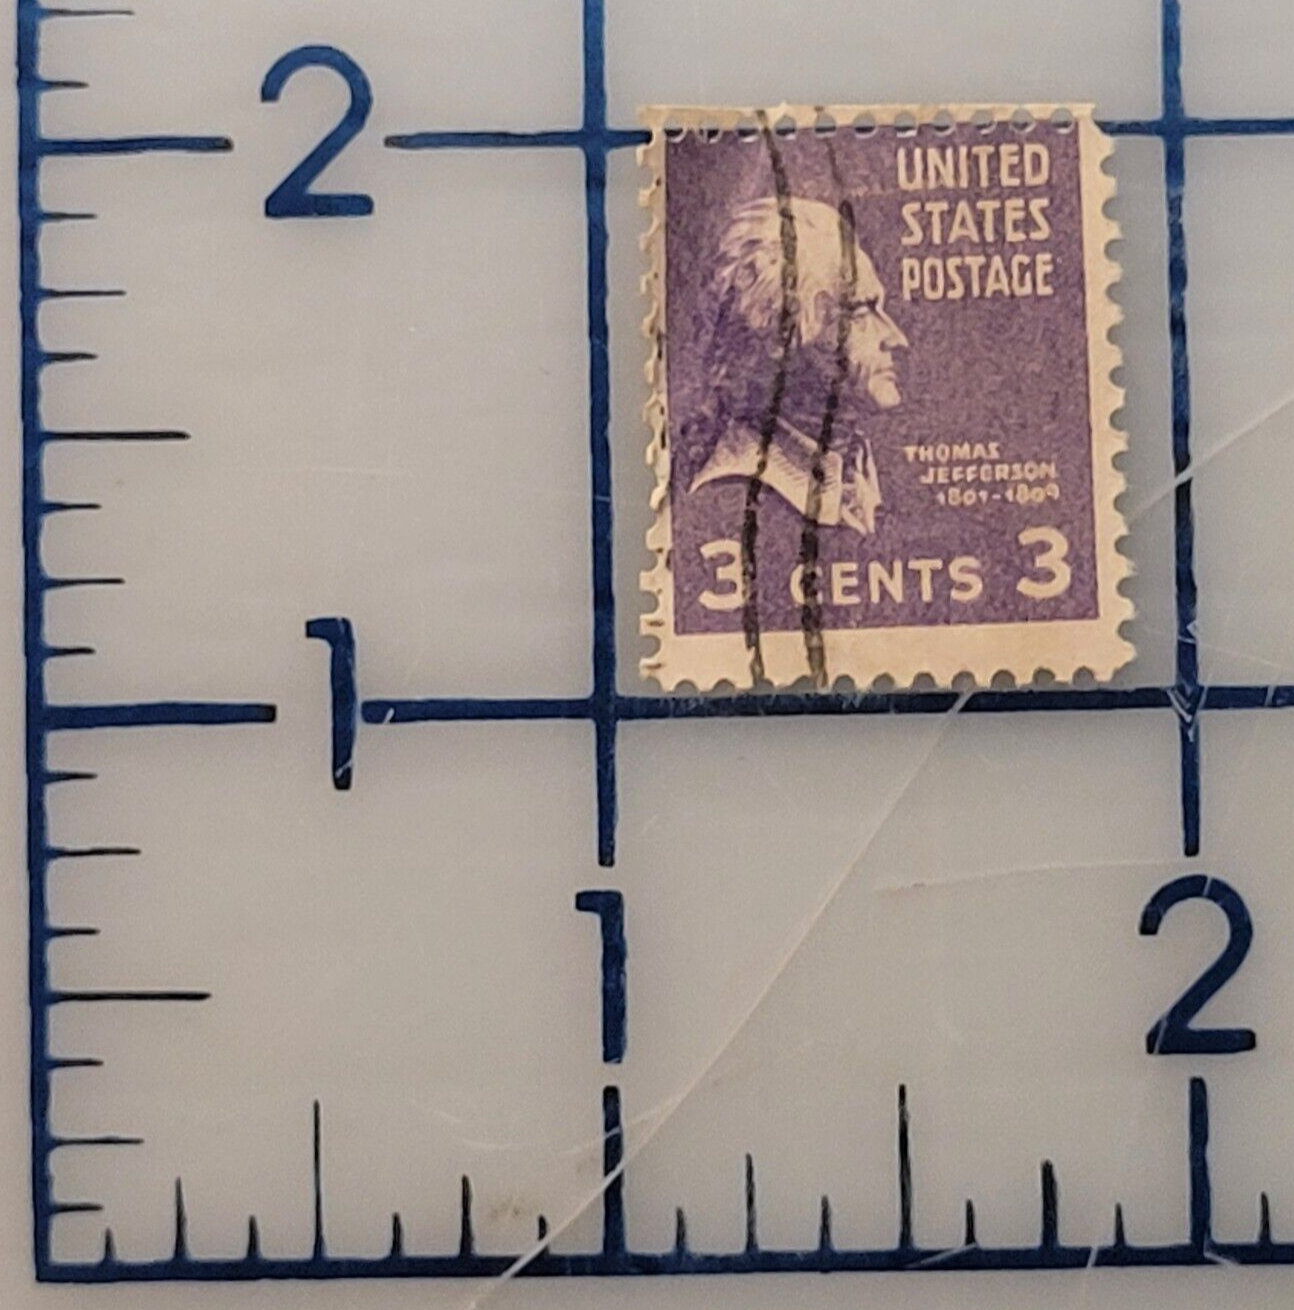 2
UNITED
STATES
POSTAGE
THOMAS
JEFFERSON
1801-1809
3 CENTS 3
1
1
2